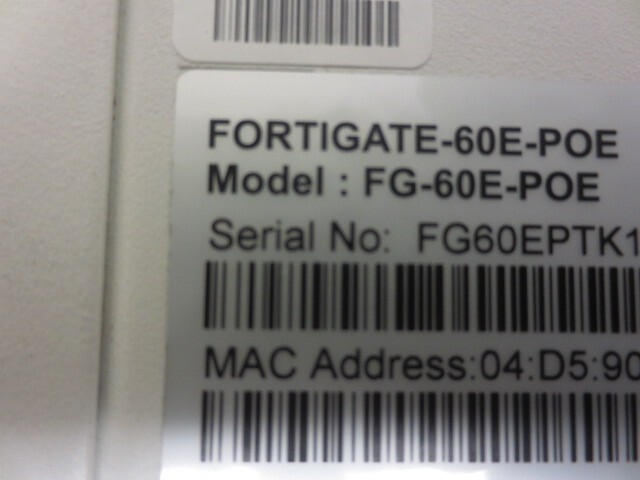 FORTIGATE-60E-POE
Model : FG-60E-POE
Serial No: FG60EPTK1
MAC Address:04:D5:90